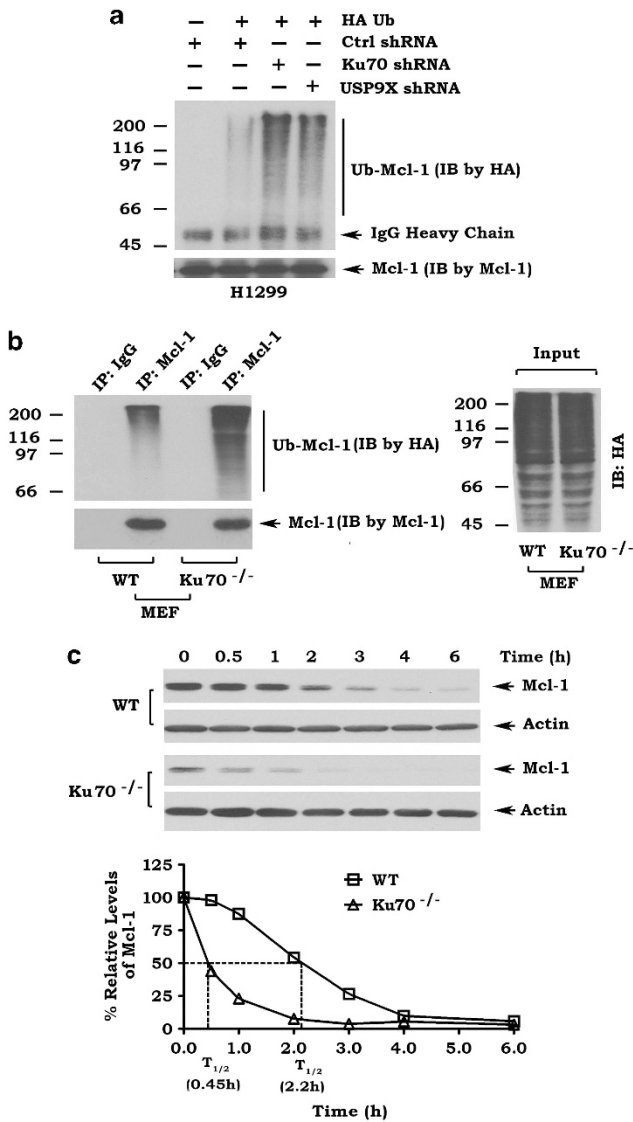 a
− + + + HA Ub
+ + − − Ctrl shRNA
− − + − Ku70 shRNA
− − − + USP9X shRNA
200
116
97
66
45
Ub-Mcl-1 (IB by HA)
IgG Heavy Chain
Mcl-1 (IB by Mcl-1)
H1299
b
IP: IgG
IP: Mcl-1
IP: IgG
IP: Mcl-1
200
116
97
66
Ub-Mcl-1 (IB by HA)
Mcl-1 (IB by Mcl-1)
WT
Ku70 -/-
MEF
Input
200
116
97
66
45
IB: HA
WT Ku70 -/-
MEF
c
0 0.5 1 2 3 4 6 Time (h)
WT
Mcl-1
Actin
Ku70 -/-
Mcl-1
Actin
% Relative Levels
of Mcl-1
125
100
75
50
25
0
WT
Ku70 -/-
0.0 1.0 2.0 3.0 4.0 5.0 6.0
T1/2
(0.45h)
T1/2
(2.2h)
Time (h)